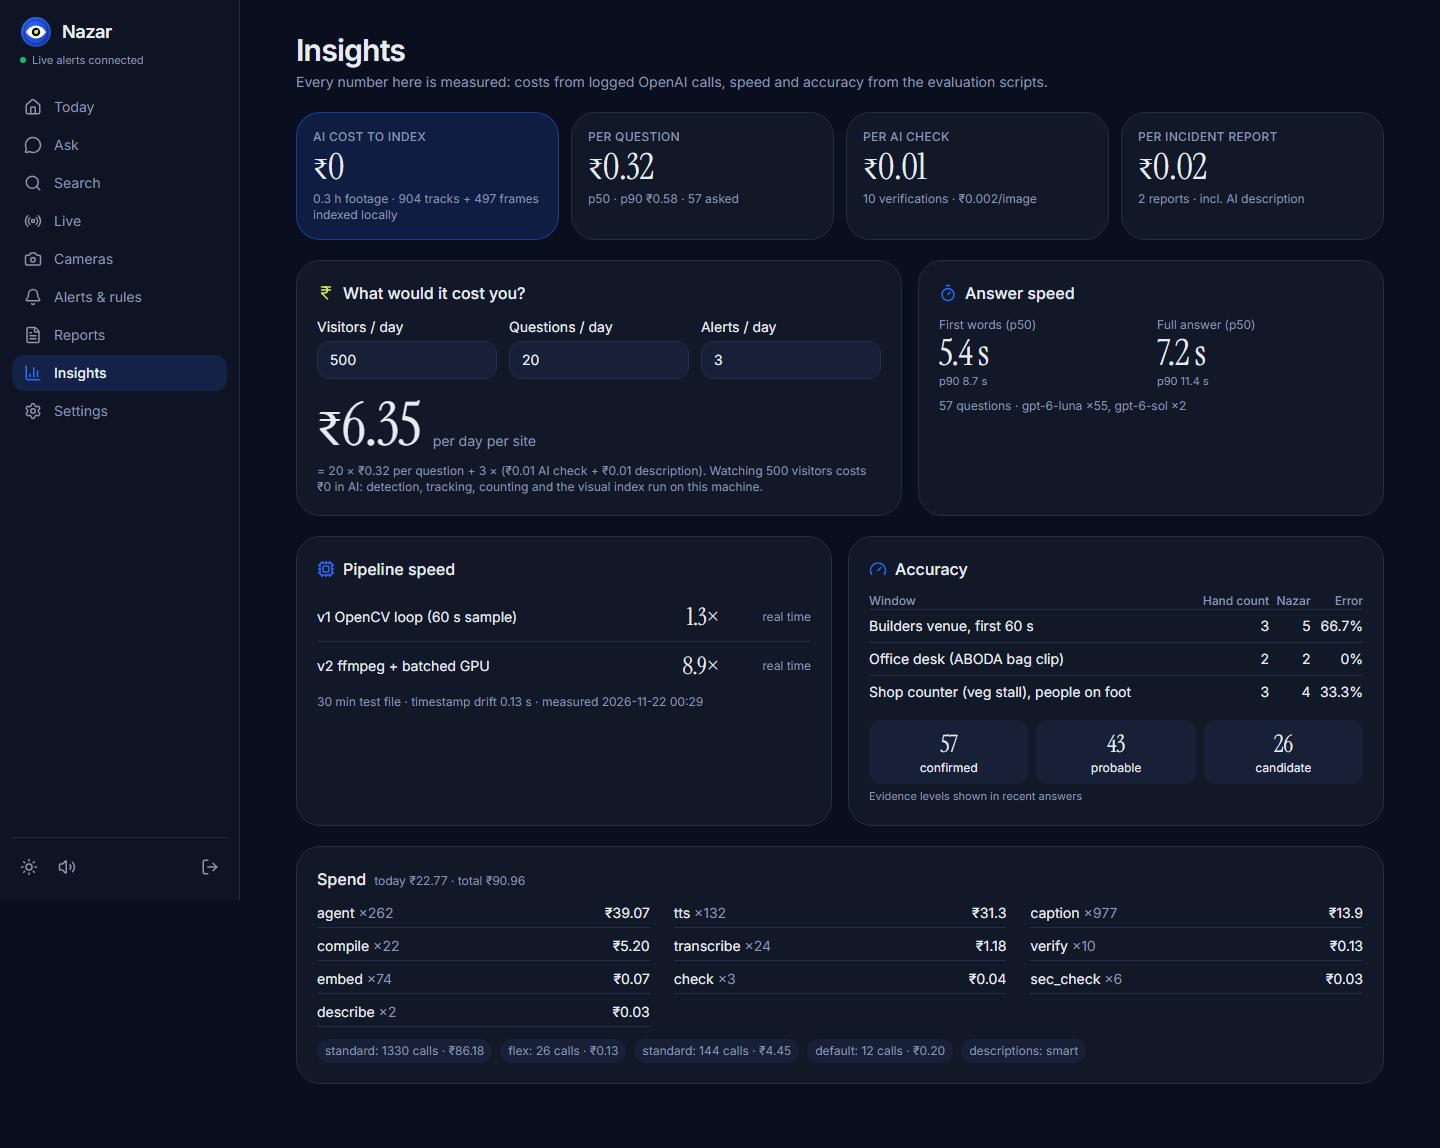 Nazar
Live alerts connected
Today
Ask
Search
Live
Cameras
Alerts & rules
Reports
Insights
Settings
Insights
Every number here is measured: costs from logged OpenAI calls, speed and accuracy from the evaluation scripts.
AI COST TO INDEX
₹0
0.3 h footage · 904 tracks + 497 frames
indexed locally
PER QUESTION
₹0.32
p50 · p90 ₹0.58 · 57 asked
PER AI CHECK
₹0.01
10 verifications · ₹0.002/image
PER INCIDENT REPORT
₹0.02
2 reports · incl. AI description
₹ What would it cost you?
Visitors / day Questions / day Alerts / day
500 20 3
₹6.35 per day per site
= 20 × ₹0.32 per question + 3 × (₹0.01 AI check + ₹0.01 description). Watching 500 visitors costs
₹0 in AI: detection, tracking, counting and the visual index run on this machine.
Answer speed
First words (p50) Full answer (p50)
5.4 s 7.2 s
p90 8.7 s p90 11.4 s
57 questions · gpt-6-luna ×55, gpt-6-sol ×2
Pipeline speed
v1 OpenCV loop (60 s sample) 1.3× real time
v2 ffmpeg + batched GPU 8.9× real time
30 min test file · timestamp drift 0.13 s · measured 2026-11-22 00:29
Accuracy
Window Hand count Nazar Error
Builders venue, first 60 s 3 5 66.7%
Office desk (ABODA bag clip) 2 2 0%
Shop counter (veg stall), people on foot 3 4 33.3%
57 43 26
confirmed probable candidate
Evidence levels shown in recent answers
Spend today ₹22.77 · total ₹90.96
agent ×262 ₹39.07 tts ×132 ₹31.3 caption ×977 ₹13.9
compile ×22 ₹5.20 transcribe ×24 ₹1.18 verify ×10 ₹0.13
embed ×74 ₹0.07 check ×3 ₹0.04 sec_check ×6 ₹0.03
describe ×2 ₹0.03
standard: 1330 calls · ₹86.18 flex: 26 calls · ₹0.13 standard: 144 calls · ₹4.45 default: 12 calls · ₹0.20 descriptions: smart